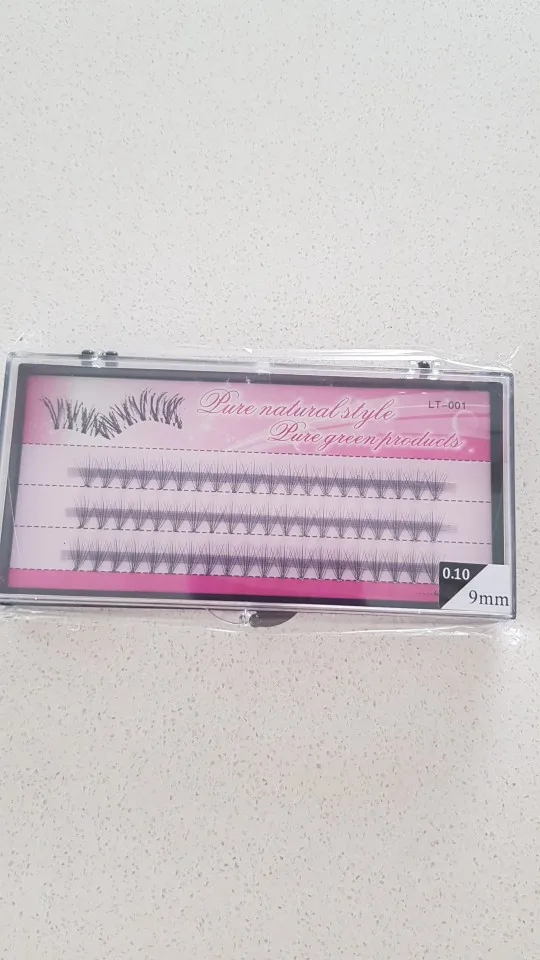 Pure natural style
LT-001
Pure green products
0.10
9mm